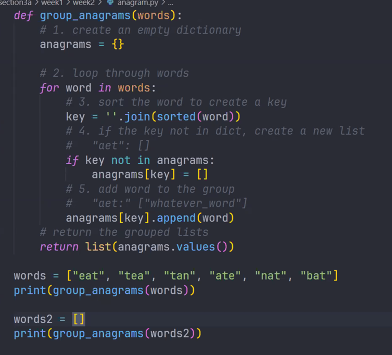 section3a > week1 > week2 > anagram.py > ...
def group_anagrams(words):
    # 1. create an empty dictionary
    anagrams = {}

    # 2. loop through words
    for word in words:
        # 3. sort the word to create a key
        key = ''.join(sorted(word))
        # 4. if the key not in dict, create a new list
        #   "aet": []
        if key not in anagrams:
            anagrams[key] = []
        # 5. add word to the group
        #   "aet:" ["whatever_word"]
        anagrams[key].append(word)
    # return the grouped lists
    return list(anagrams.values())

words = ["eat", "tea", "tan", "ate", "nat", "bat"]
print(group_anagrams(words))

words2 = []
print(group_anagrams(words2))